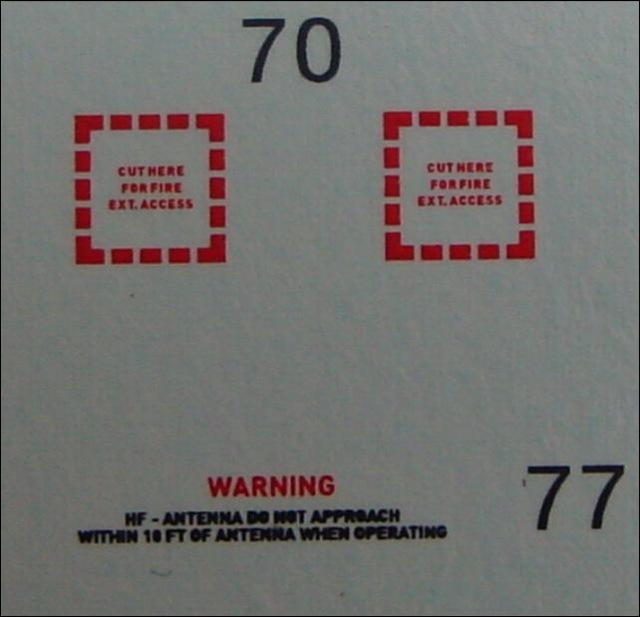 70
CUT HERE
FOR FIRE
EXT. ACCESS
CUT HERE
FOR FIRE
EXT. ACCESS
WARNING
HF - ANTENNA DO NOT APPROACH
WITHIN 10 FT OF ANTENNA WHEN OPERATING
77